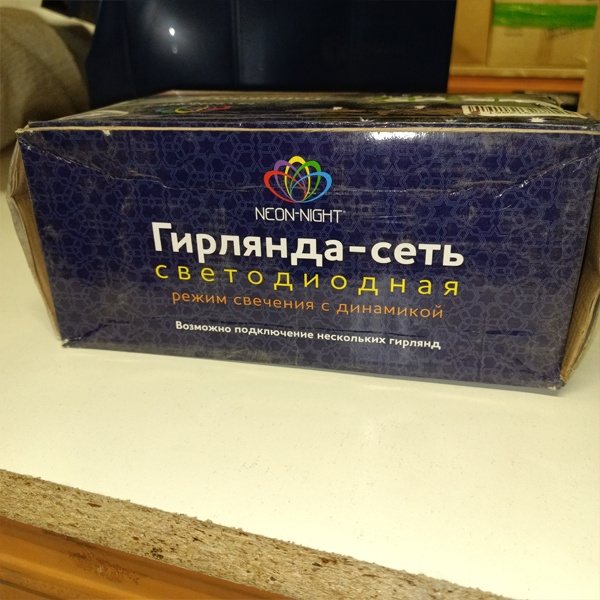 NEON-NIGHT
Гирлянда-сеть
светодиодная
режим свечения с динамикой
Возможно подключение нескольких гирлянд